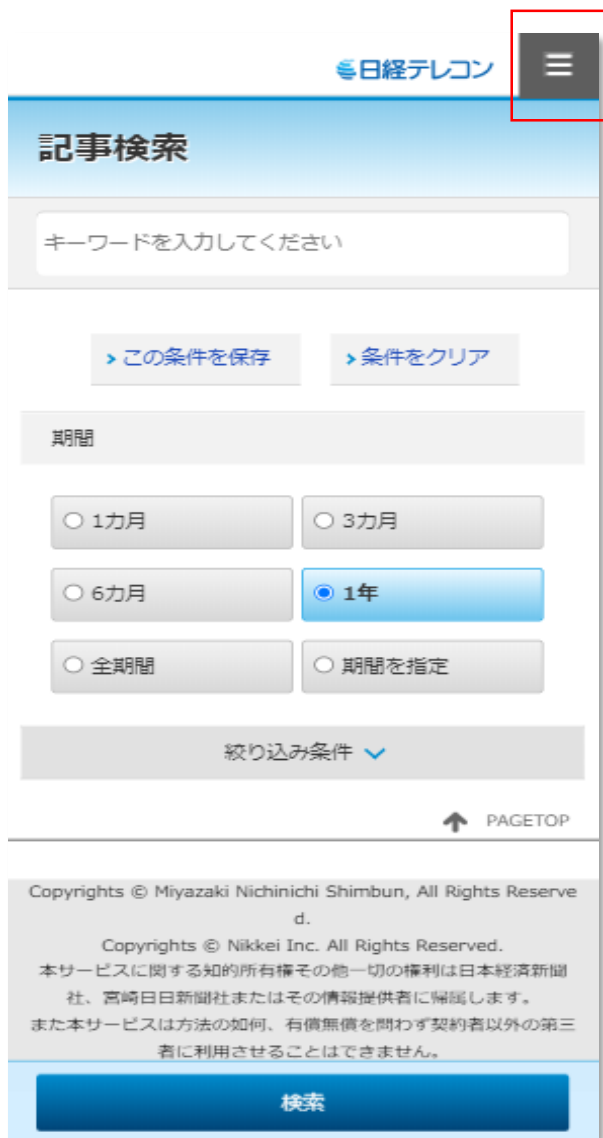 日経テレコン
記事検索
キーワードを入力してください
この条件を保存 条件をクリア
期間
1カ月 3カ月
6カ月 1年
全期間 期間を指定
絞り込み条件
PAGETOP
Copyrights © Miyazaki Nichinichi Shimbun, All Rights Reserve
d.
Copyrights © Nikkei Inc. All Rights Reserved.
本サービスに関する知的所有権その他一切の権利は日本経済新聞
社、宮崎日日新聞社またはその情報提供者に帰属します。
また本サービスは方法の如何、有償無償を問わず契約者以外の第三
者に利用させることはできません。
検索